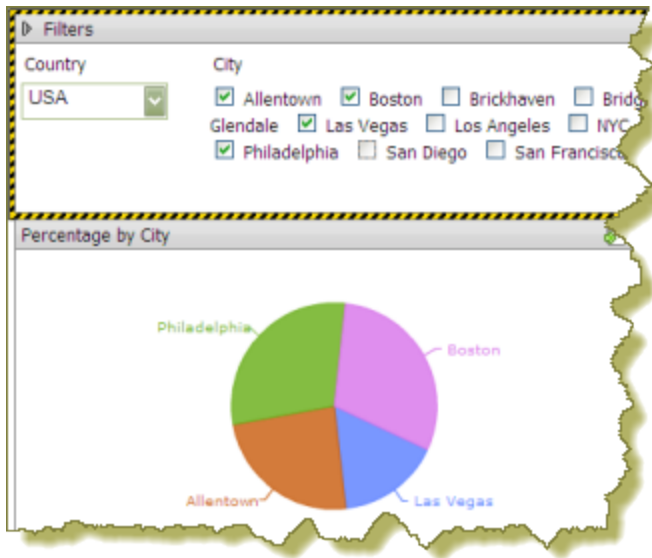 Filters
Country City
USA Allentown Boston Brickhaven
Glendale Las Vegas Los Angeles NYC
Philadelphia San Diego San Francisco
Percentage by City
Philadelphia
Boston
Allentown
Las Vegas